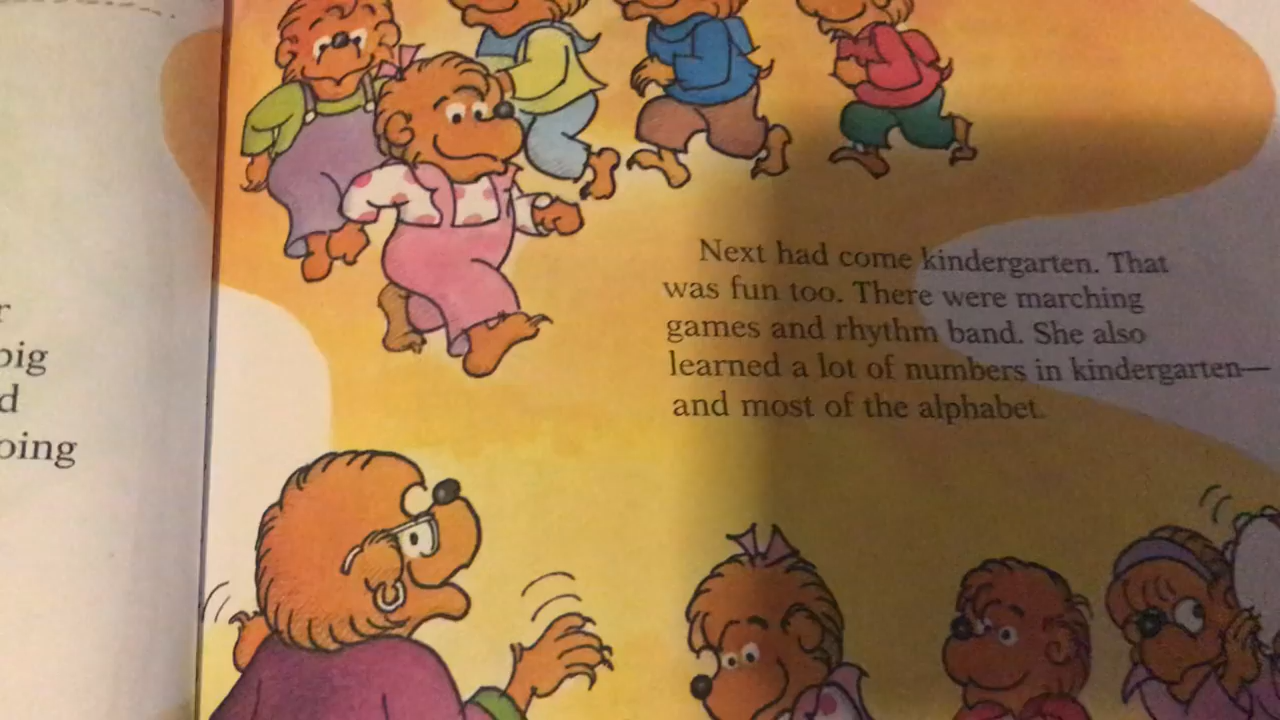 r
big
d
oing
Next had come kindergarten. That
was fun too. There were marching
games and rhythm band. She also
learned a lot of numbers in kindergarten—
and most of the alphabet.